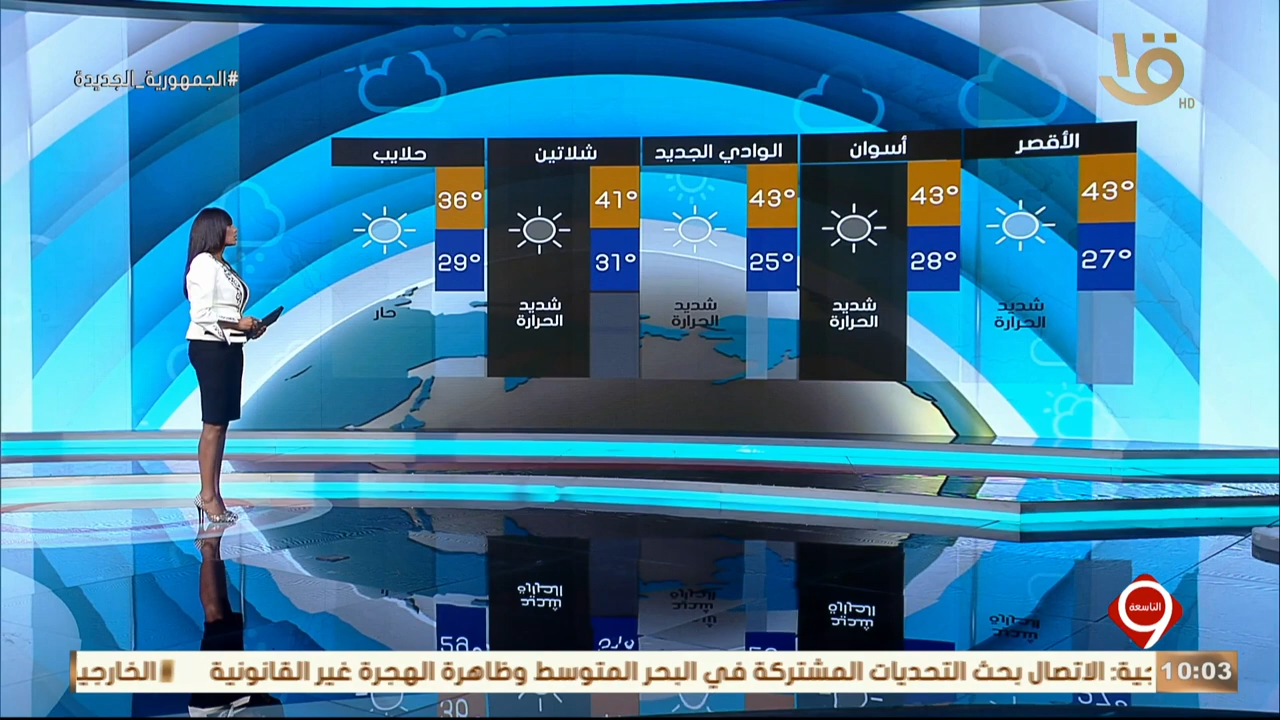 #الجمهورية_الجديدة
HD
الأقصر
43°
27°
شديد
الحرارة
أسوان
43°
28°
شديد
الحرارة
الوادي الجديد
43°
25°
شديد
الحرارة
شلاتين
41°
31°
شديد
الحرارة
حلايب
36°
29°
حار
التاسعة
9
10:03
الاتصال بحث التحديات المشتركة في البحر المتوسط وظاهرة الهجرة غير القانونية